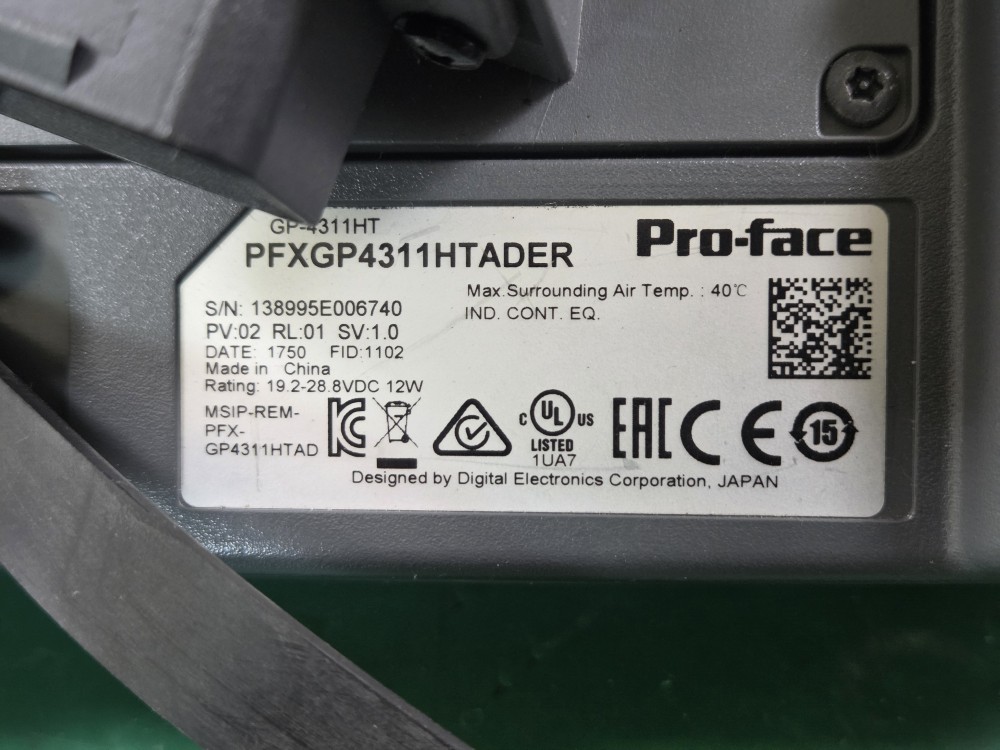 GP-4311HT
PFXGP4311HTADER
Pro-face
Max.Surrounding Air Temp. : 40℃
IND. CONT. EQ.
S/N: 138995E006740
PV:02 RL:01 SV:1.0
DATE: 1750 FID:1102
Made in China
Rating: 19.2-28.8VDC 12W
MSIP-REM-
PFX-
GP4311HTAD
C UL US
LISTED
1UA7
EAC
CE
15
Designed by Digital Electronics Corporation, JAPAN